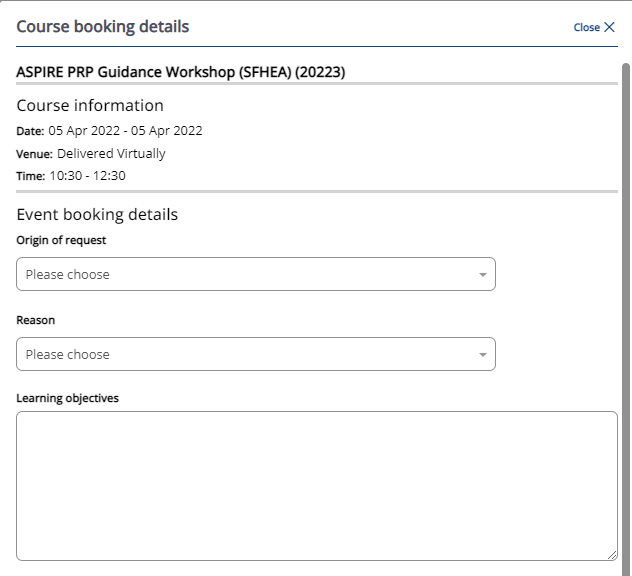 Course booking details
Close
ASPIRE PRP Guidance Workshop (SFHEA) (20223)
Course information
Date: 05 Apr 2022 - 05 Apr 2022
Venue: Delivered Virtually
Time: 10:30 - 12:30
Event booking details
Origin of request
Please choose
Reason
Please choose
Learning objectives